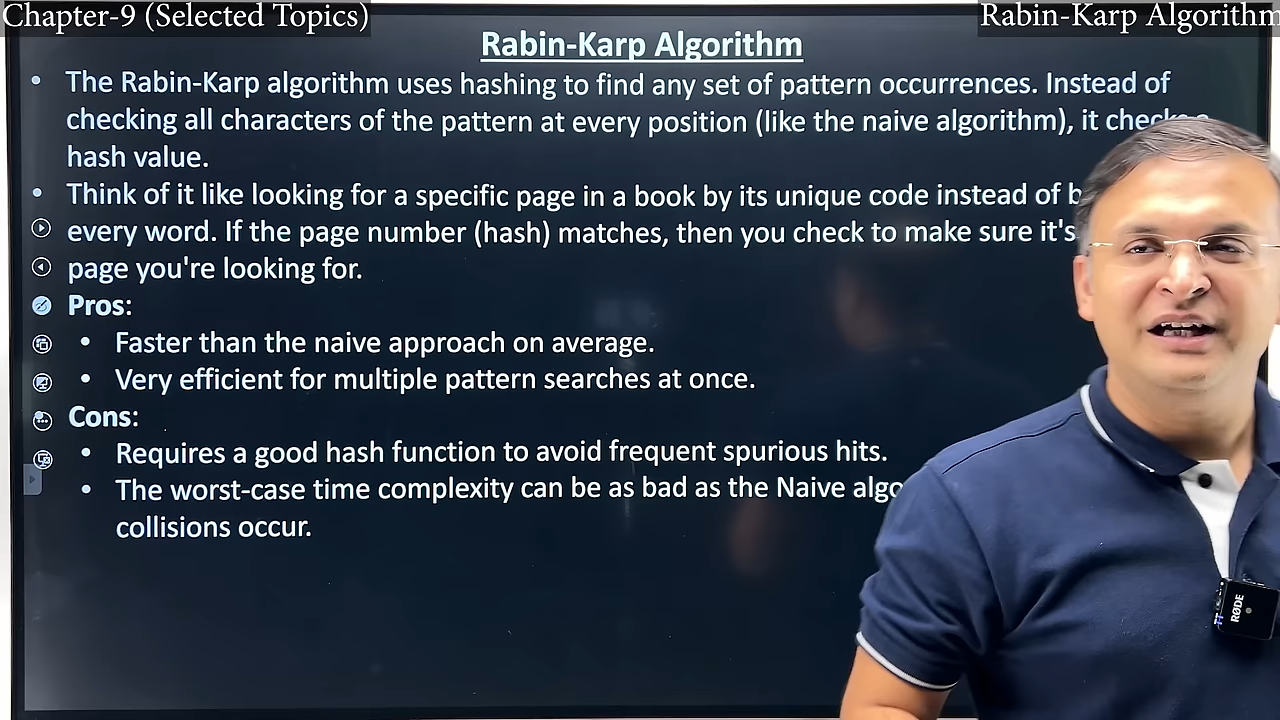 Chapter-9 (Selected Topics)
Rabin-Karp Algorithm
Rabin-Karp Algorithm
• The Rabin-Karp algorithm uses hashing to find any set of pattern occurrences. Instead of
checking all characters of the pattern at every position (like the naive algorithm), it checks a
hash value.
• Think of it like looking for a specific page in a book by its unique code instead of
every word. If the page number (hash) matches, then you check to make sure it's
page you're looking for.
Pros:
• Faster than the naive approach on average.
• Very efficient for multiple pattern searches at once.
Cons:
• Requires a good hash function to avoid frequent spurious hits.
• The worst-case time complexity can be as bad as the Naive
collisions occur.
RØDE